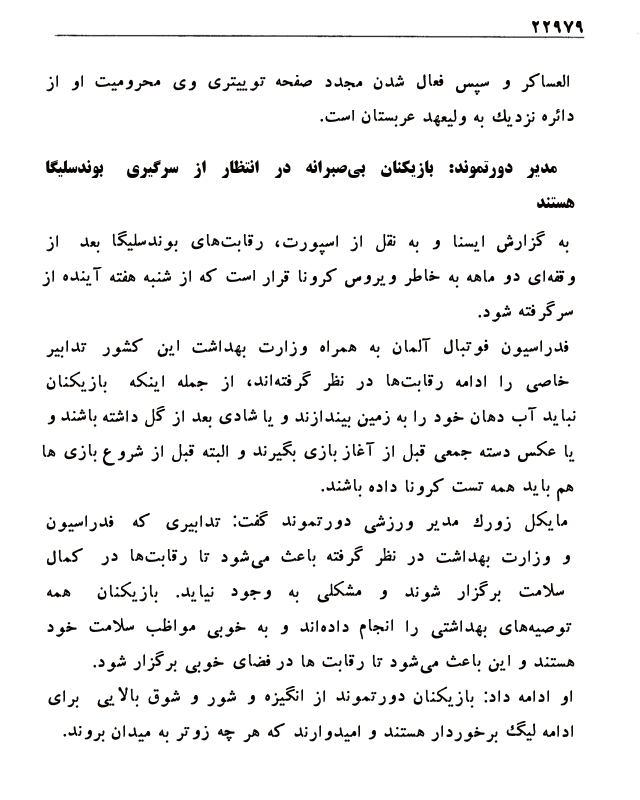 ۲۲۹۷۹
العساکر و سپس فعال شدن مجدد صفحه توییتری وی محرومیت او از
دائره نزدیك به ولیعهد عربستان است.
مدیر دورتموند: بازیکنان بی‌صبرانه در انتظار از سرگیری بوندسلیگا
هستند
به گزارش ایسنا و به نقل از اسپورت، رقابت‌های بوندسلیگا بعد از
وقفه‌ای دو ماهه به خاطر ویروس کرونا قرار است که از شنبه هفته آینده از
سرگرفته شود.
فدراسیون فوتبال آلمان به همراه وزارت بهداشت این کشور تدابیر
خاصی را ادامه رقابت‌ها در نظر گرفته‌اند، از جمله اینکه بازیکنان
نباید آب دهان خود را به زمین بیندازند و یا شادی بعد از گل داشته باشند و
یا عکس دسته جمعی قبل از آغاز بازی بگیرند و البته قبل از شروع بازی ها
هم باید همه تست کرونا داده باشند.
مایکل زورك مدیر ورزشی دورتموند گفت: تدابیری که فدراسیون
و وزارت بهداشت در نظر گرفته باعث می‌شود تا رقابت‌ها در کمال
سلامت برگزار شوند و مشکلی به وجود نیاید. بازیکنان همه
توصیه‌های بهداشتی را انجام داده‌اند و به خوبی مواظب سلامت خود
هستند و این باعث می‌شود تا رقابت ها در فضای خوبی برگزار شود.
او ادامه داد: بازیکنان دورتموند از انگیزه و شور و شوق بالایی برای
ادامه لیگ برخوردار هستند و امیدوارند که هر چه زوتر به میدان بروند.